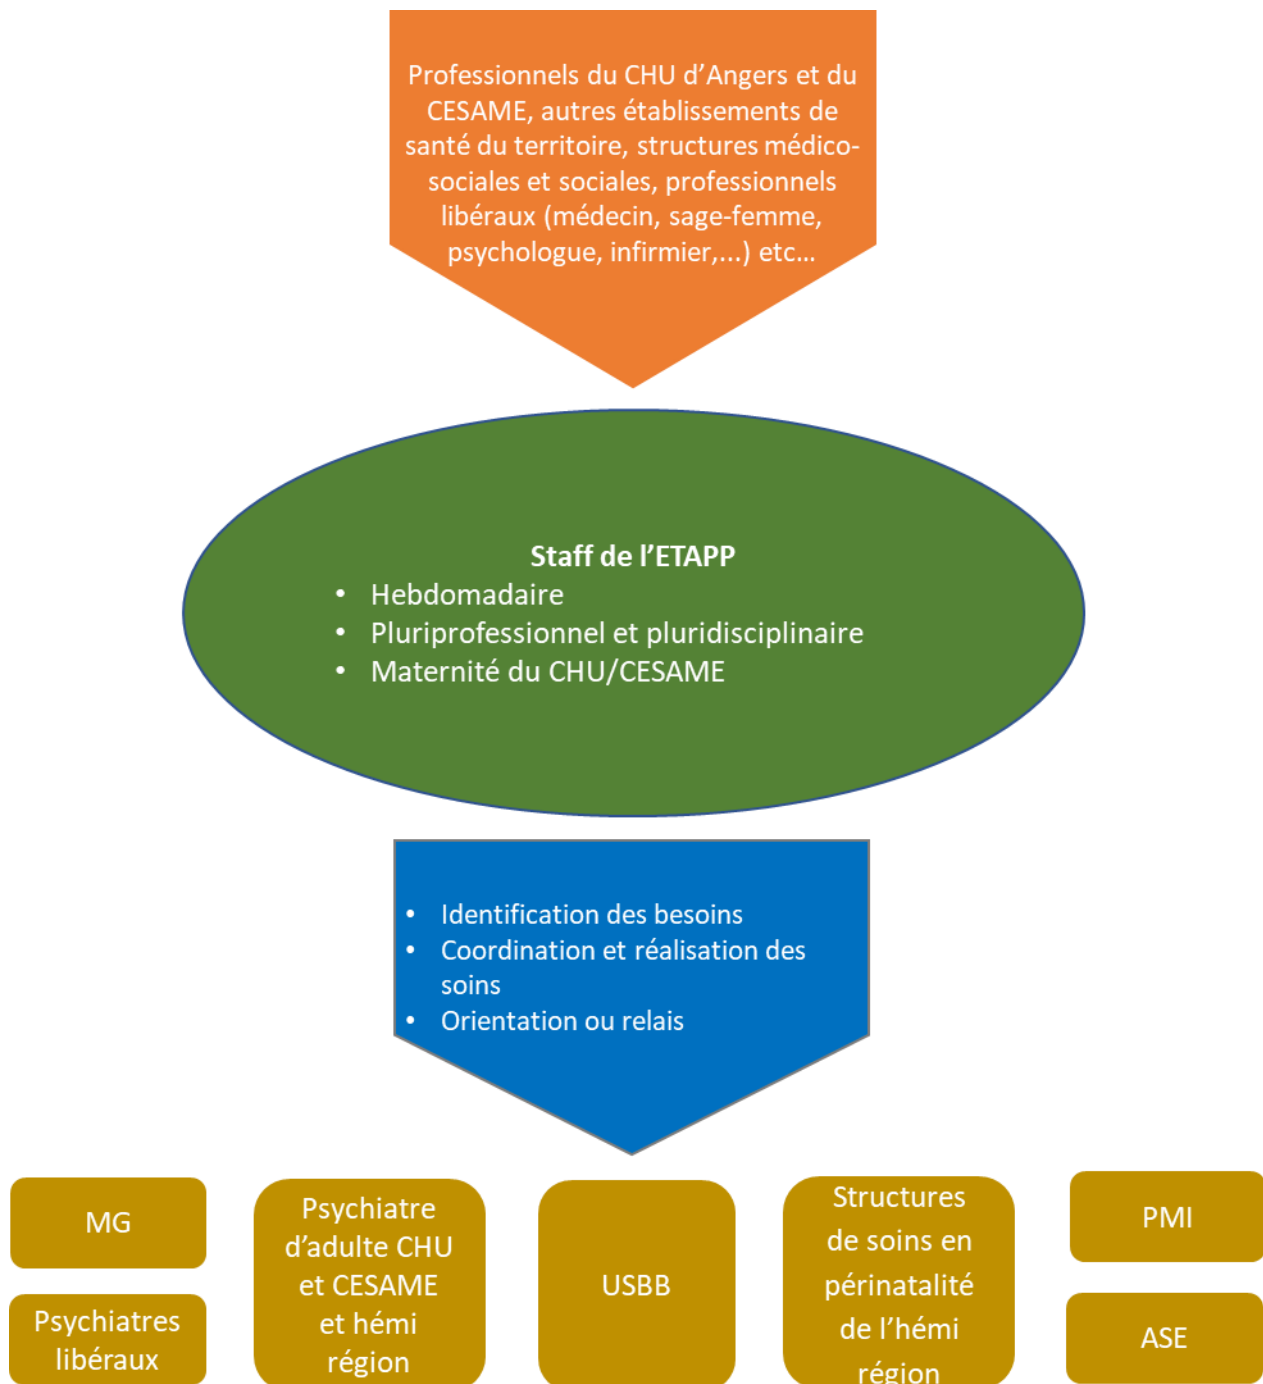 Professionnels du CHU d’Angers et du
CESAME, autres établissements de
santé du territoire, structures médico-
sociales et sociales, professionnels
libéraux (médecin, sage-femme,
psychologue, infirmier,...) etc…
Staff de l’ETAPP
• Hebdomadaire
• Pluriprofessionnel et pluridisciplinaire
• Maternité du CHU/CESAME
• Identification des besoins
• Coordination et réalisation des
soins
• Orientation ou relais
MG
Psychiatres
libéraux
Psychiatre
d’adulte CHU
et CESAME
et hémi
région
USBB
Structures
de soins en
périnatalité
de l’hémi
région
PMI
ASE